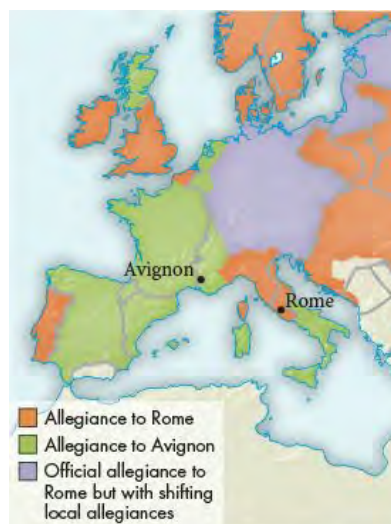 Avignon
Rome
Allegiance to Rome
Allegiance to Avignon
Official allegiance to
Rome but with shifting
local allegiances